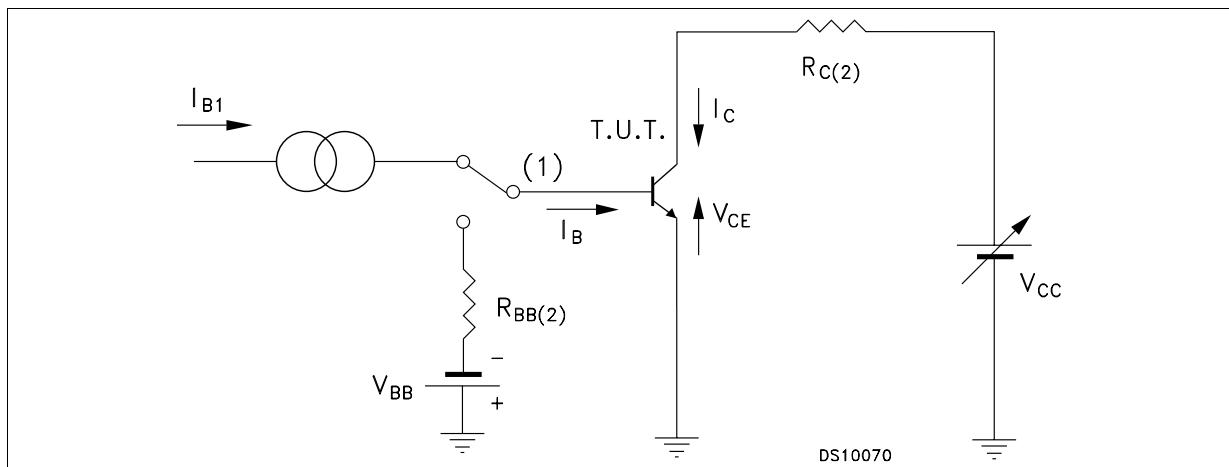 R_C(2)
I_B1
I_C
T.U.T.
(1)
I_B
V_CE
R_BB(2)
V_CC
−
V_BB
+
DS10070